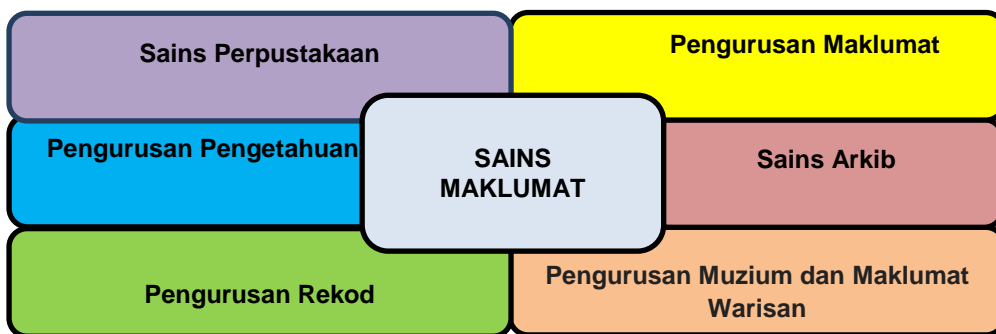 Sains Perpustakaan
Pengurusan Maklumat
Pengurusan Pengetahuan
SAINS
MAKLUMAT
Sains Arkib
Pengurusan Rekod
Pengurusan Muzium dan Maklumat
Warisan